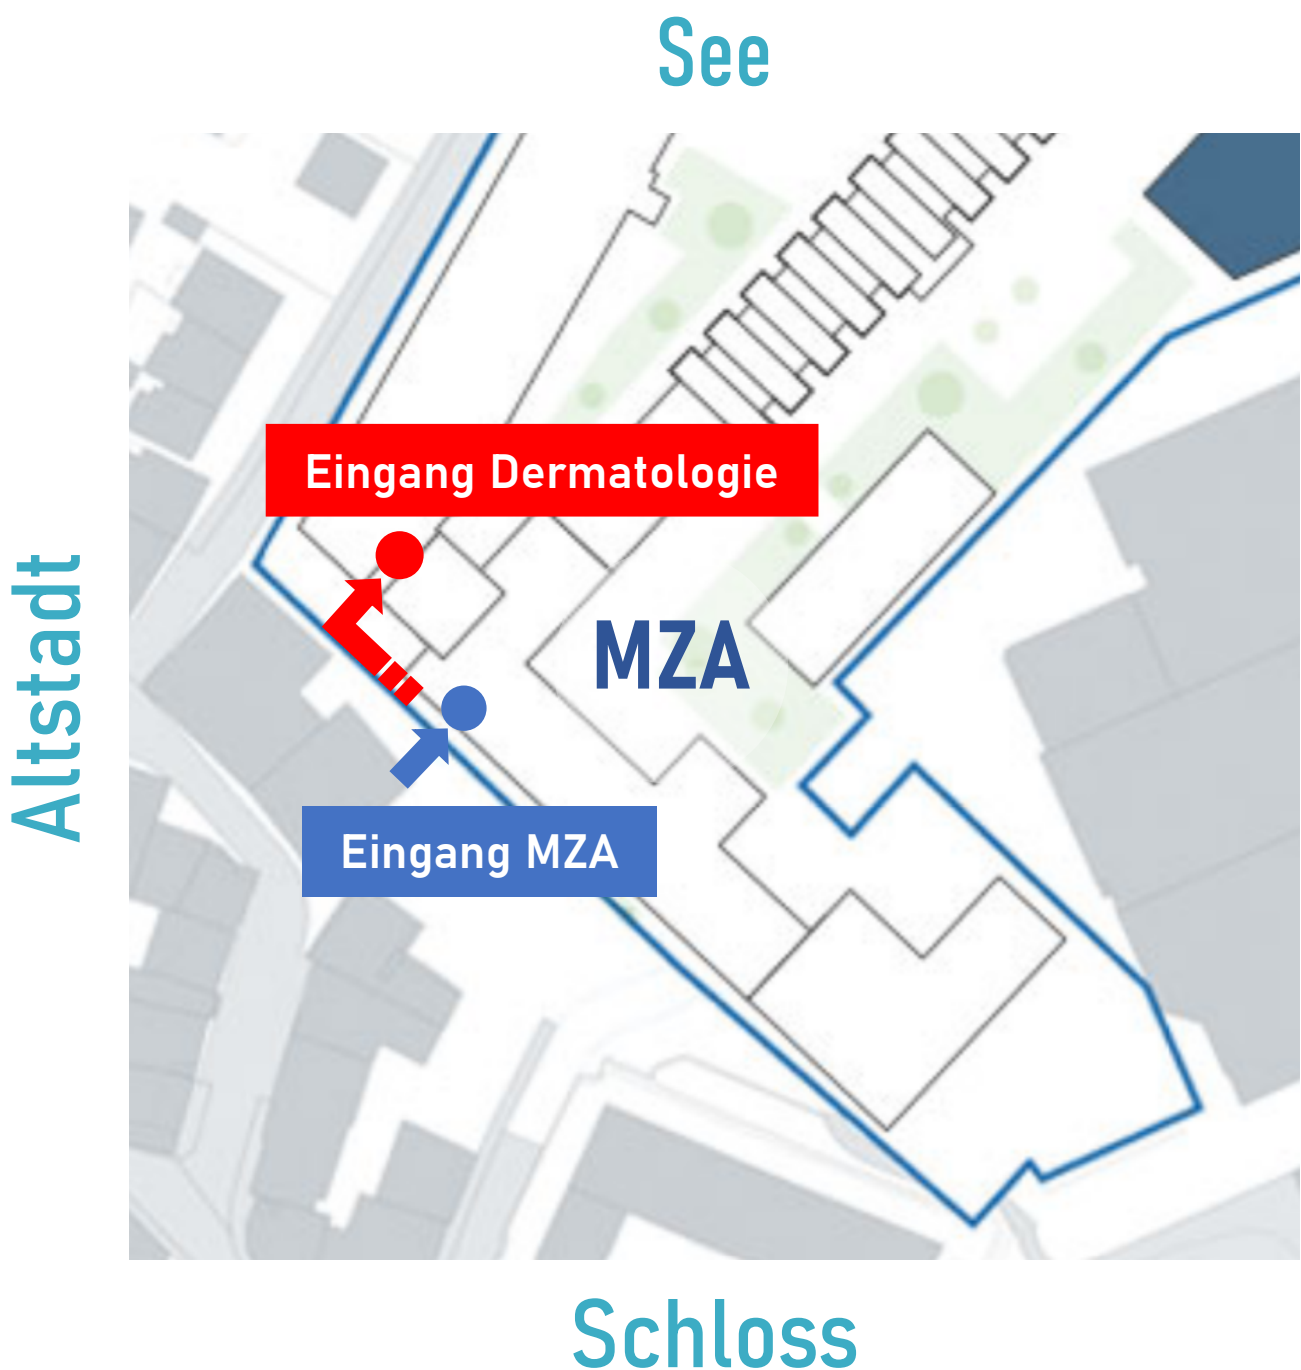 See
Eingang Dermatologie
Altstadt
MZA
Eingang MZA
Schloss